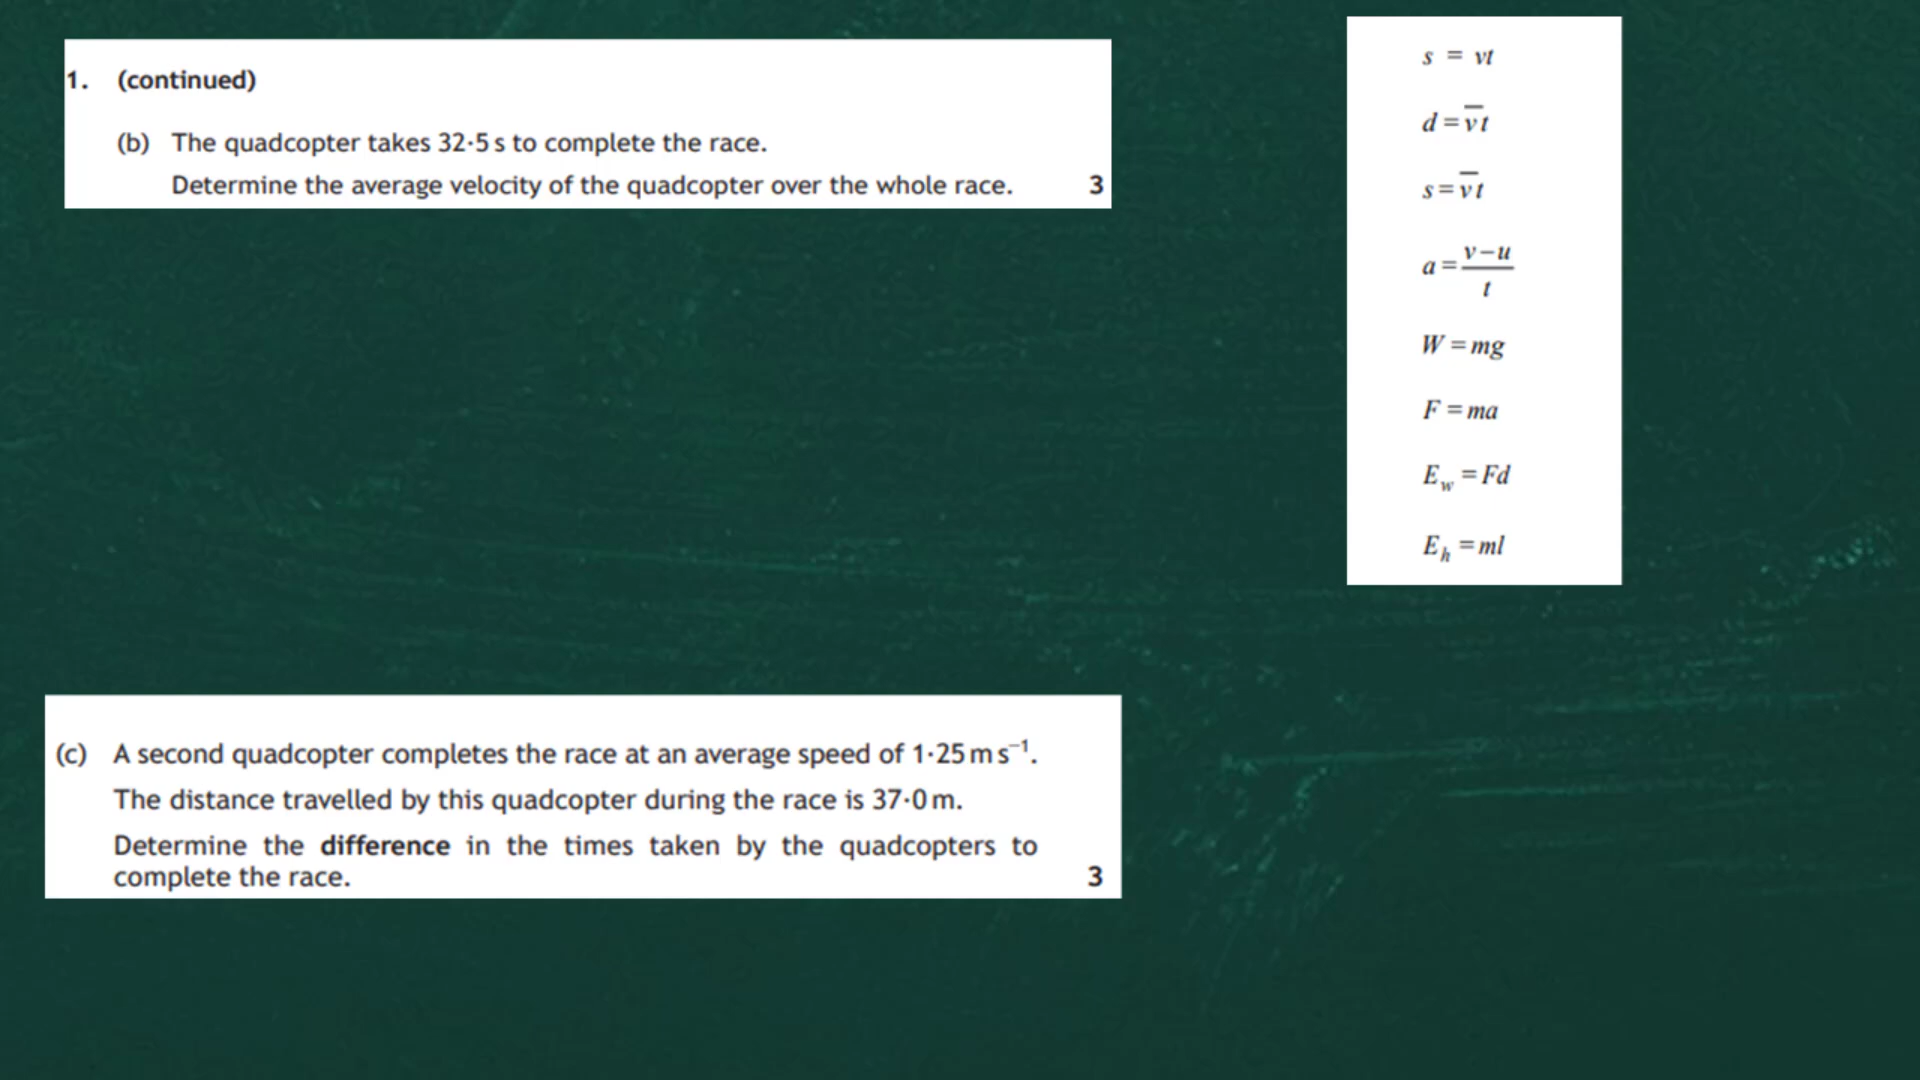 1. (continued)
(b) The quadcopter takes 32·5 s to complete the race.
Determine the average velocity of the quadcopter over the whole race. 3
s = vt
d = v̅ t
s = v̅ t
a = v−u
t
W = mg
F = ma
E_w = Fd
E_h = ml
(c) A second quadcopter completes the race at an average speed of 1·25 m s⁻¹.
The distance travelled by this quadcopter during the race is 37·0 m.
Determine the difference in the times taken by the quadcopters to
complete the race. 3